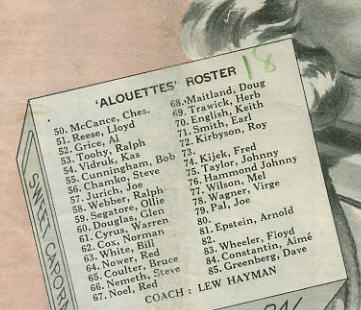 18
'ALOUETTES' ROSTER
50. McCance, Ches.
51. Reese, Lloyd
52. Grice, Al
53. Toohy, Ralph
54. Vidruk, Kas
55. Cunningham, Bob
56. Chamko, Steve
57. Jurich, Joe
58. Webber, Ralph
59. Segatore, Ollie
60. Douglas, Glen
61. Cyrus, Warren
62. Cox, Norman
63. White, Bill
64. Nower, Red
65. Coulter, Bruce
66. Nemeth, Steve
67. Noel, Red
68. Maitland, Doug
69. Trawick, Herb
70. English, Keith
71. Smith, Earl
72. Kirbyson, Roy
73.
74. Kijek, Fred
75. Taylor, Johnny
76. Hammond Johnny
77. Wilson, Mel
78. Wagner, Virge
79. Pal, Joe
80.
81. Epstein, Arnold
82.
83. Wheeler, Floyd
84. Constantin, Aimé
85. Greenberg, Dave
COACH : LEW HAYMAN
SWEET CAPORA